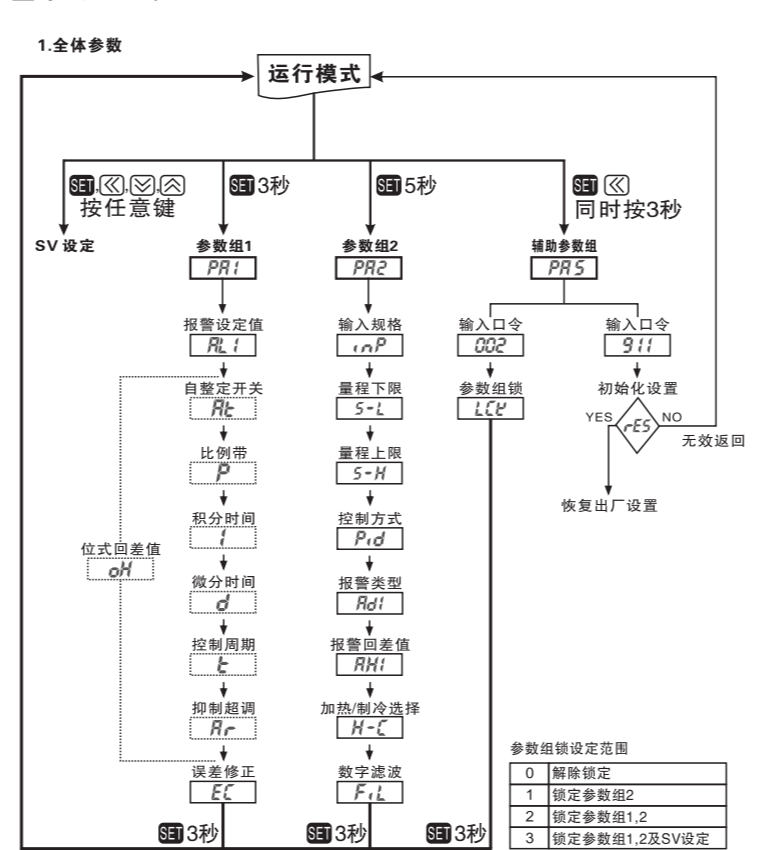 1.全体参数
运行模式
SET,≪,︾,︽
按任意键
SET 3秒
SET 5秒
SET ≪
同时按3秒
SV 设定
参数组1
PA1
参数组2
PA2
辅助参数组
PAS
报警设定值
AL1
输入规格
inP
输入口令
002
输入口令
911
自整定开关
At
量程下限
S-L
参数组锁
LCK
初始化设置
YES
rES
NO
无效返回
比例带
P
量程上限
S-H
积分时间
I
控制方式
Pid
恢复出厂设置
位式回差值
oH
微分时间
d
报警类型
Ad1
控制周期
t
报警回差值
AH1
抑制超调
Ar
加热/制冷选择
H-C
误差修正
EC
数字滤波
FiL
SET 3秒
SET 3秒
SET 3秒
参数组锁设定范围
0 解除锁定
1 锁定参数组2
2 锁定参数组1,2
3 锁定参数组1,2及SV设定